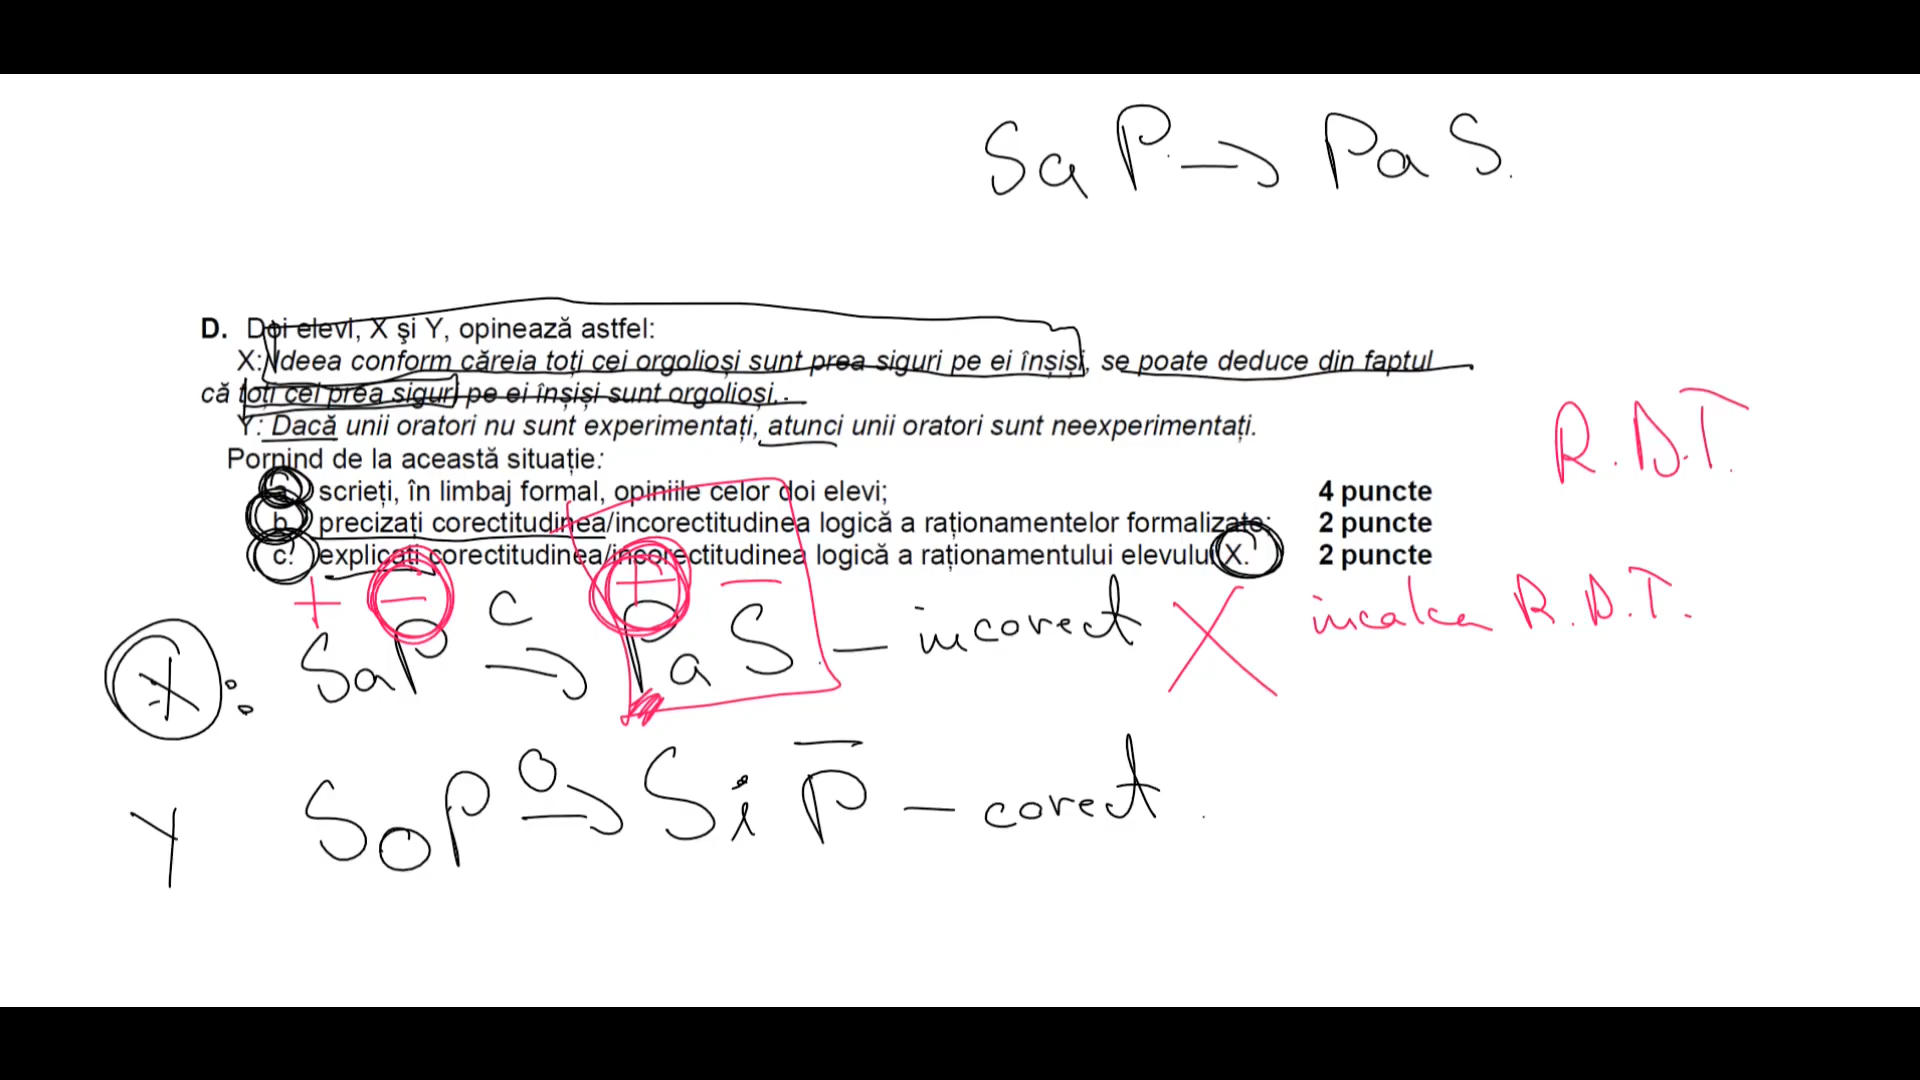 SaP → PaS.
D. Doi elevi, X şi Y, opinează astfel:
X: Ideea conform căreia toți cei orgolioși sunt prea siguri pe ei înșiși, se poate deduce din faptul
că toți cei prea siguri pe ei înșiși sunt orgolioși.
Y: Dacă unii oratori nu sunt experimentați, atunci unii oratori sunt neexperimentați.
R.D.T.
Pornind de la această situație:
a. scrieți, în limbaj formal, opiniile celor doi elevi; 4 puncte
b. precizați corectitudinea/incorectitudinea logică a raționamentelor formalizate; 2 puncte
c. explicați corectitudinea/incorectitudinea logică a raționamentului elevului X. 2 puncte
+ − c + −
X: SaP → PaS. – incorect X incalca R.D.T.
Y SoP o→ SiP̅ – corect.